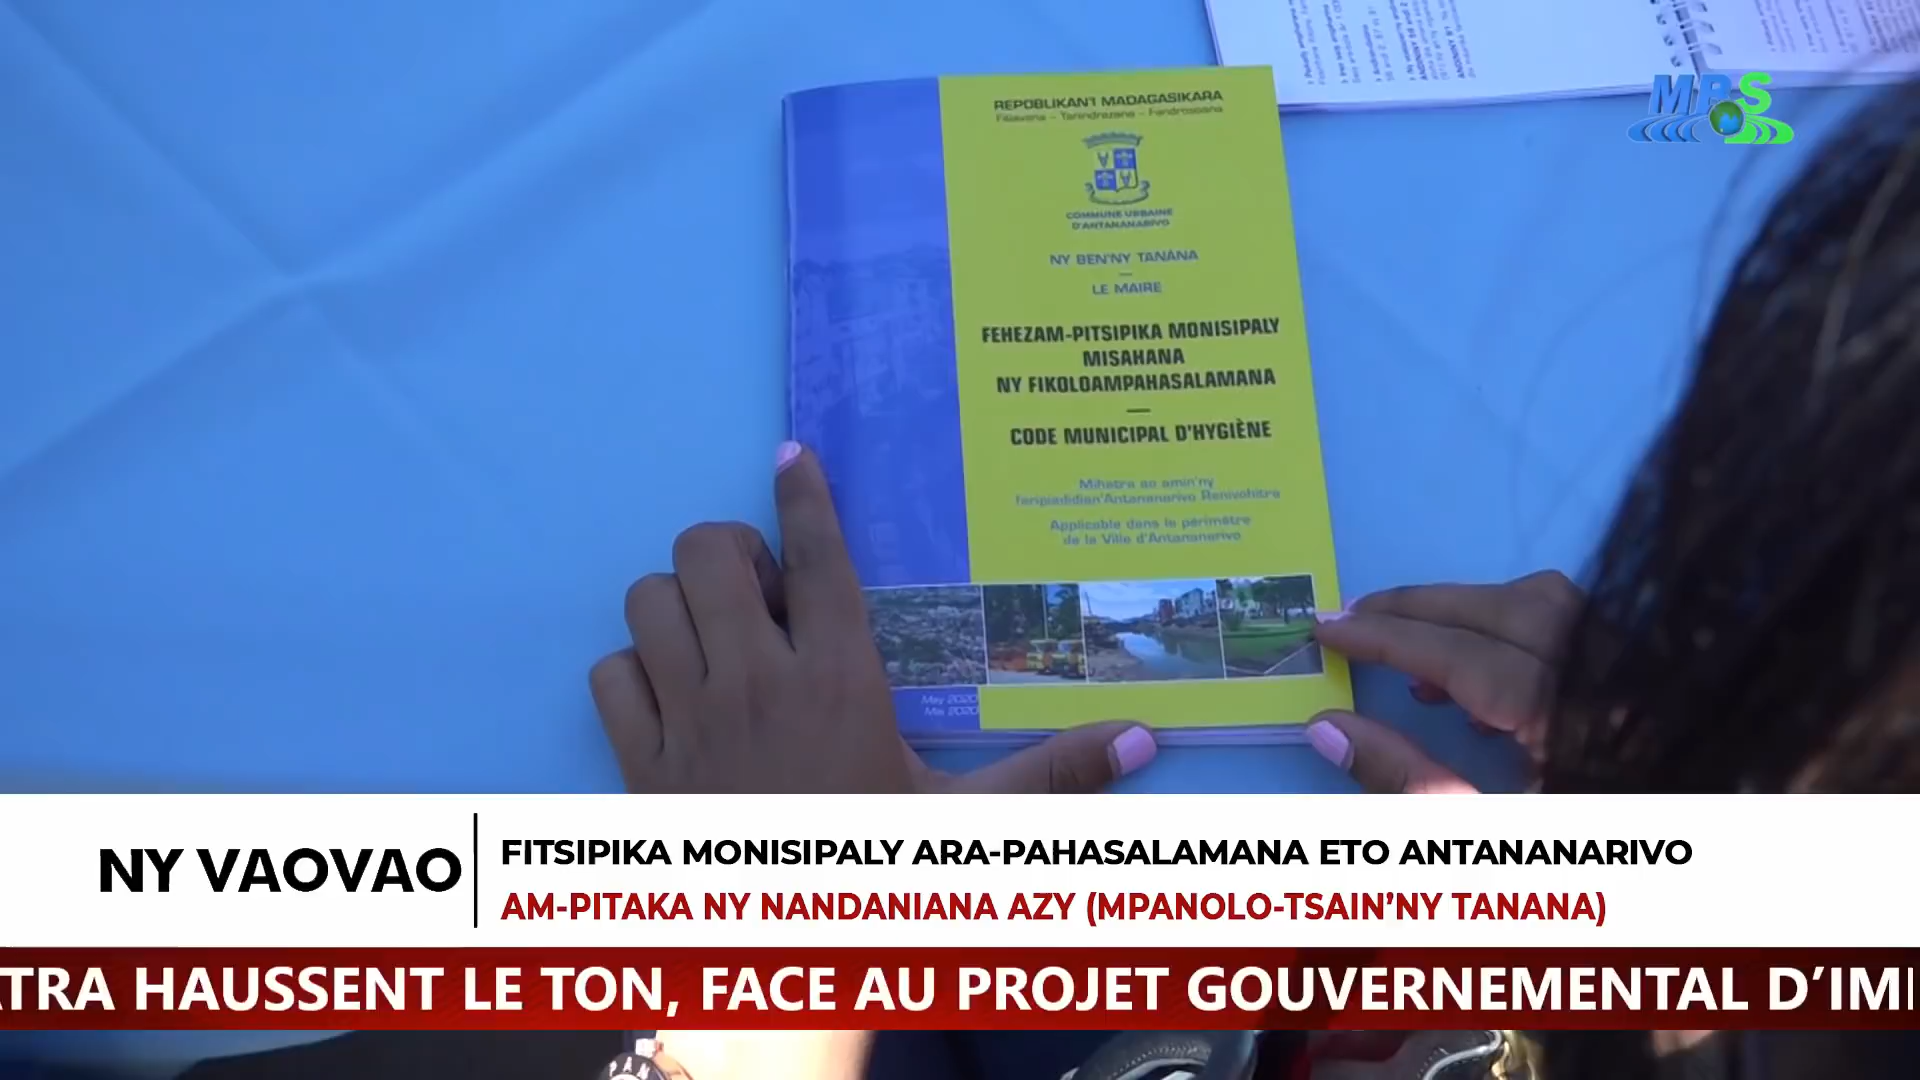 MBS
REPOBLIKAN'I MADAGASIKARA
Fitiavana – Tanindrazana – Fandrosoana
COMMUNE URBAINE
D'ANTANANARIVO
NY BEN'NY TANÀNA
—
LE MAIRE
FEHEZAM-PITSIPIKA MONISIPALY
MISAHANA
NY FIKOLOAMPAHASALAMANA
—
CODE MUNICIPAL D'HYGIÈNE
Mihatra ao amin'ny
faripiadidian'Antananarivo Renivohitra
Applicable dans le périmètre
de la Ville d'Antananarivo
May 2020
Mai 2020
NY VAOVAO
FITSIPIKA MONISIPALY ARA-PAHASALAMANA ETO ANTANANARIVO
AM-PITAKA NY NANDANIANA AZY (MPANOLO-TSAIN'NY TANANA)
ATRA HAUSSENT LE TON, FACE AU PROJET GOUVERNEMENTAL D'IM